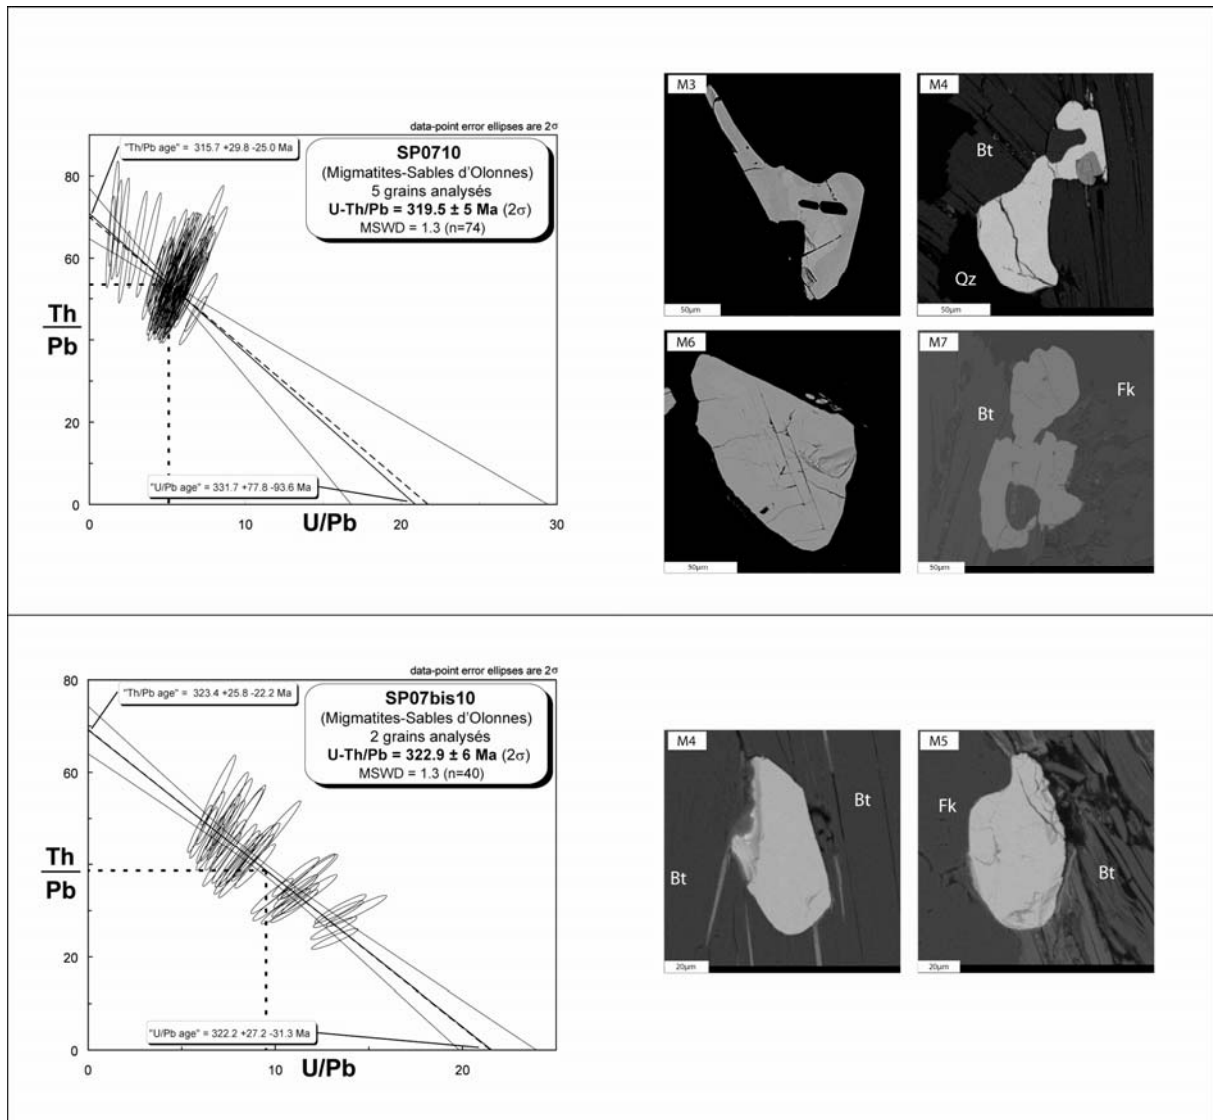 data-point error ellipses are 2σ
"Th/Pb age" = 315.7 +29.8 -25.0 Ma
SP0710
(Migmatites-Sables d'Olonnes)
5 grains analysés
U-Th/Pb = 319.5 ± 5 Ma (2σ)
MSWD = 1.3 (n=74)
80
60
40
20
0
Th
Pb
"U/Pb age" = 331.7 +77.8 -93.6 Ma
0
10
20
30
U/Pb
M3
50µm
M4
Bt
Qz
50µm
M6
50µm
M7
Bt
Fk
50µm
data-point error ellipses are 2σ
"Th/Pb age" = 323.4 +25.8 -22.2 Ma
SP07bis10
(Migmatites-Sables d'Olonnes)
2 grains analysés
U-Th/Pb = 322.9 ± 6 Ma (2σ)
MSWD = 1.3 (n=40)
80
60
40
20
0
Th
Pb
"U/Pb age" = 322.2 +27.2 -31.3 Ma
0
10
20
U/Pb
M4
Bt
Bt
20µm
M5
Fk
Bt
20µm